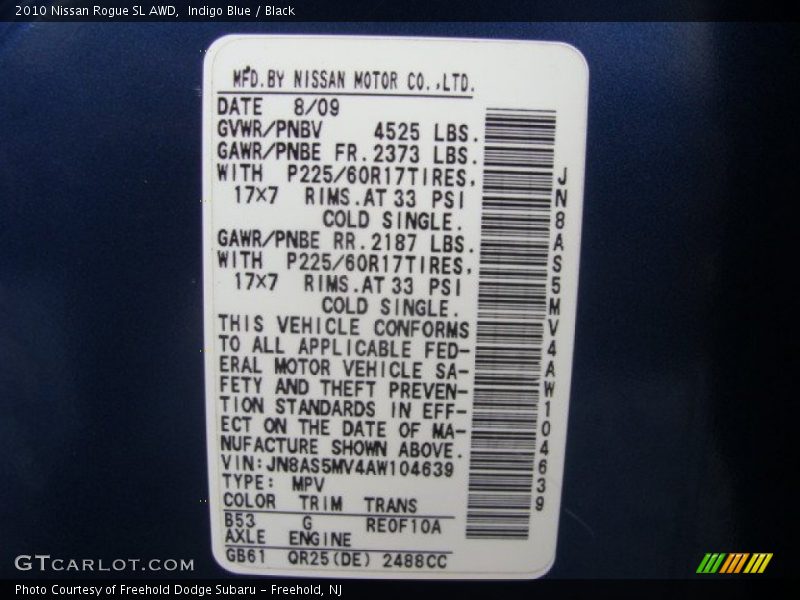 2010 Nissan Rogue SL AWD,  Indigo Blue / Black
MFD.BY NISSAN MOTOR CO.,LTD.
DATE 8/09
GVWR/PNBV 4525 LBS.
GAWR/PNBE FR.2373 LBS.
WITH P225/60R17TIRES,
17×7 RIMS.AT 33 PSI
COLD SINGLE.
GAWR/PNBE RR.2187 LBS.
WITH P225/60R17TIRES,
17×7 RIMS.AT 33 PSI
COLD SINGLE.
THIS VEHICLE CONFORMS
TO ALL APPLICABLE FED-
ERAL MOTOR VEHICLE SA-
FETY AND THEFT PREVEN-
TION STANDARDS IN EFF-
ECT ON THE DATE OF MA-
NUFACTURE SHOWN ABOVE.
VIN:JN8AS5MV4AW104639
TYPE: MPV
COLOR TRIM TRANS
B53 G RE0F10A
AXLE ENGINE
GB61 QR25(DE) 2488CC
JN8AS5MV4AW104639
GTCARLOT.COM
Photo Courtesy of Freehold Dodge Subaru - Freehold, NJ